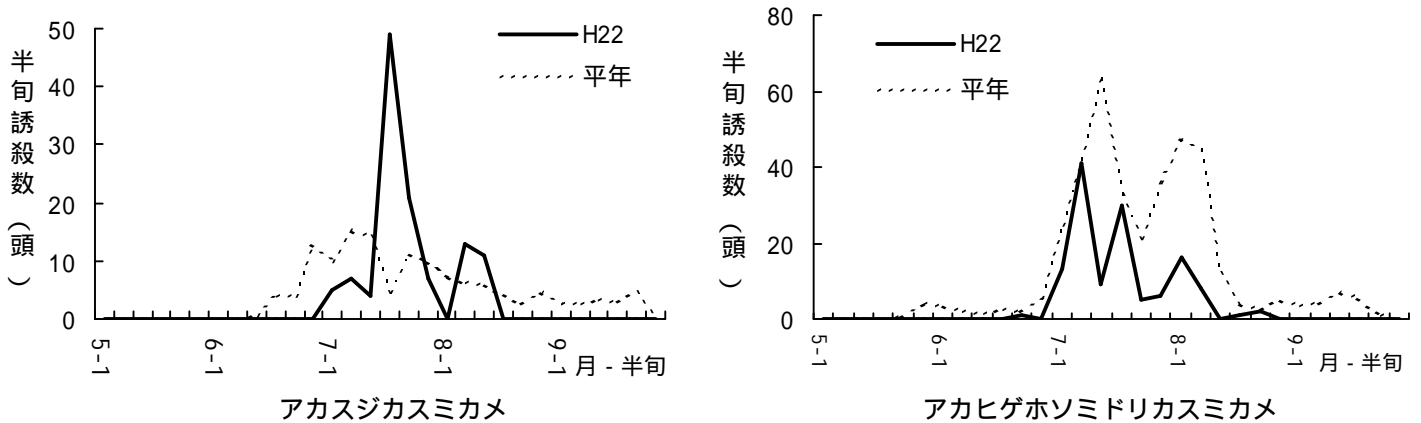 半旬誘殺数（頭）
50
40
30
20
10
0
H22
平年
5-1
6-1
7-1
8-1
9-1
月 - 半旬
アカスジカスミカメ
半旬誘殺数（頭）
80
60
40
20
0
H22
平年
5-1
6-1
7-1
8-1
9-1
月 - 半旬
アカヒゲホソミドリカスミカメ